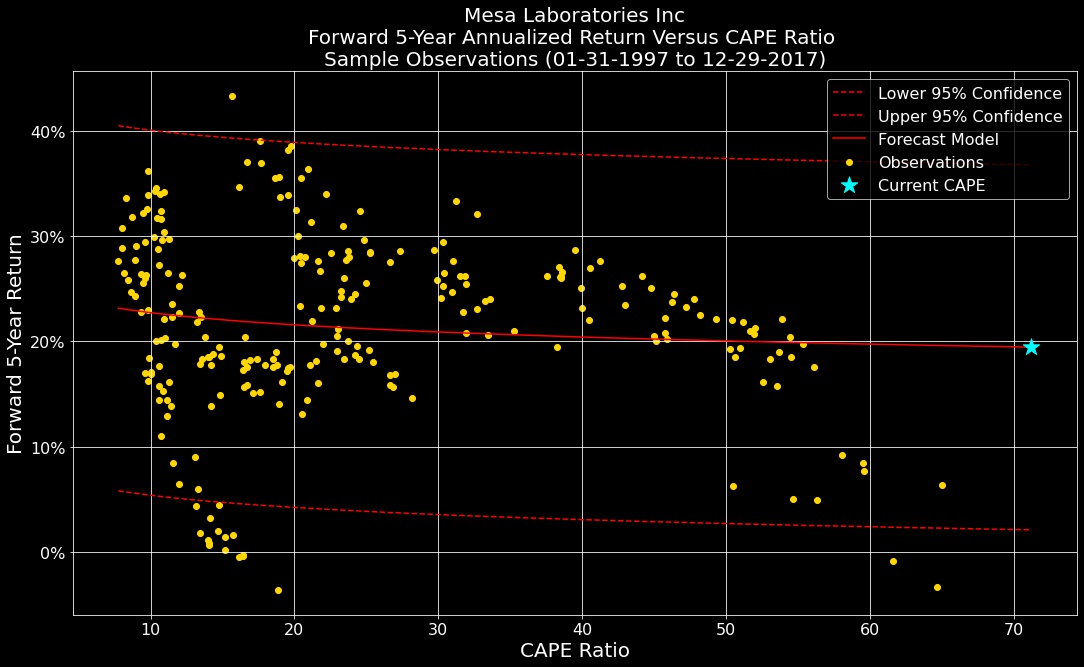 Mesa Laboratories Inc
Forward 5-Year Annualized Return Versus CAPE Ratio
Sample Observations (01-31-1997 to 12-29-2017)
Lower 95% Confidence
Upper 95% Confidence
Forecast Model
Observations
Current CAPE
Forward 5-Year Return
40%
30%
20%
10%
0%
10 20 30 40 50 60 70
CAPE Ratio